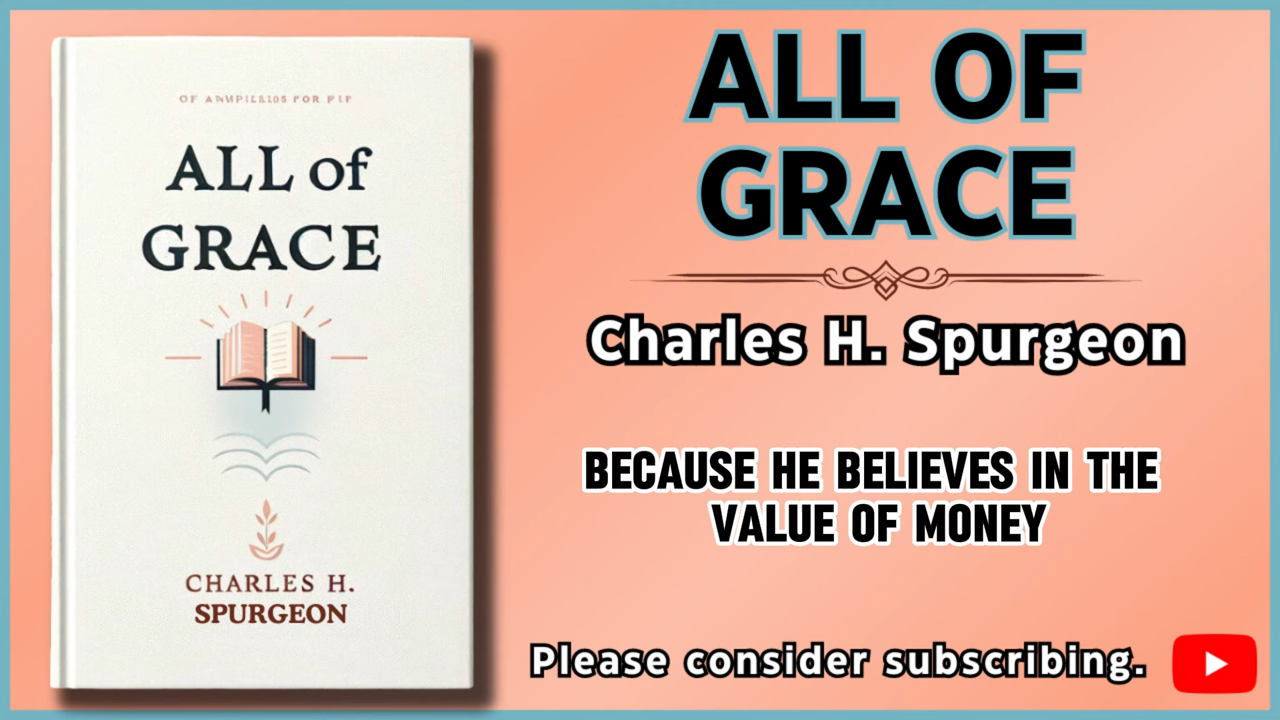 ALL of
GRACE
CHARLES H.
SPURGEON
ALL OF
GRACE
Charles H. Spurgeon
BECAUSE HE BELIEVES IN THE
VALUE OF MONEY
Please consider subscribing.